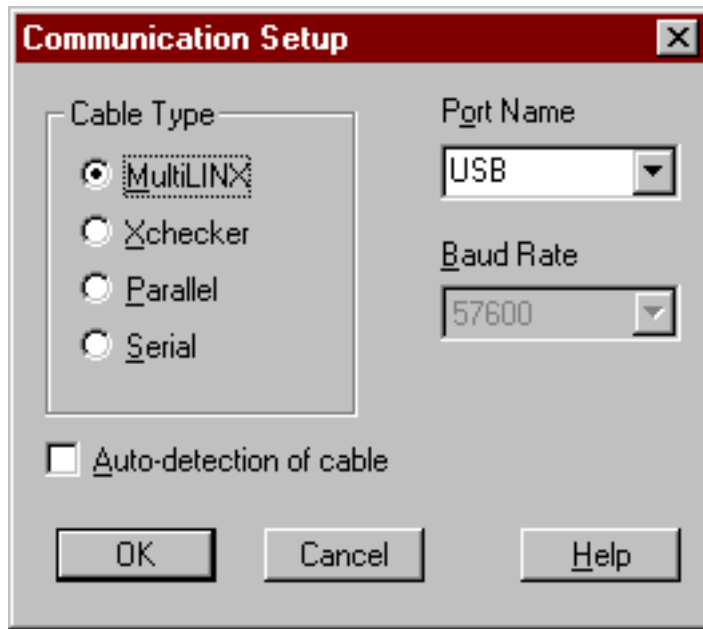 Communication Setup
Cable Type
MultiLINX
Xchecker
Parallel
Serial
Port Name
USB
Baud Rate
57600
Auto-detection of cable
OK
Cancel
Help